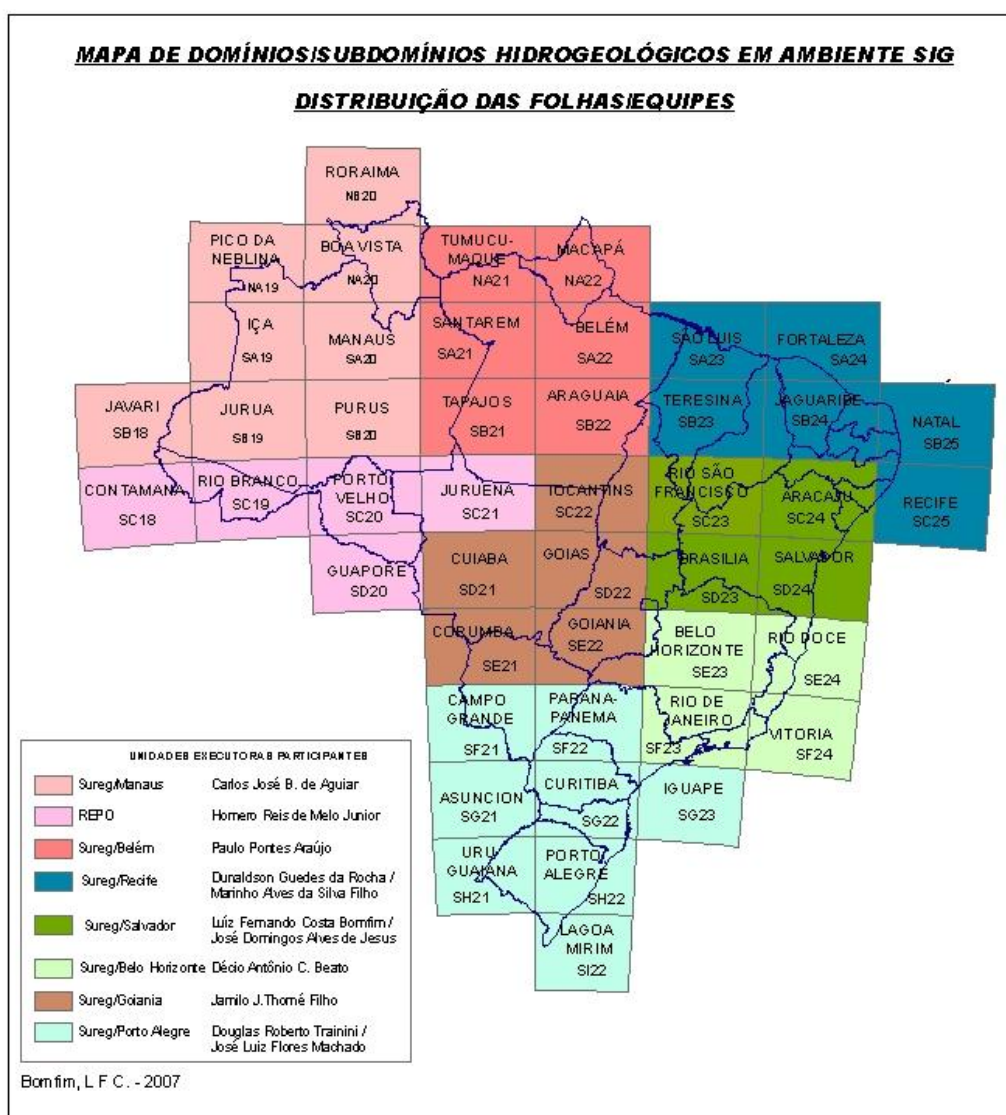 MAPA DE DOMÍNIOS/SUBDOMÍNIOS HIDROGEOLÓGICOS EM AMBIENTE SIG
DISTRIBUIÇÃO DAS FOLHAS/EQUIPES
RORAIMA
NB20
PICO DA
NEBLINA
NA19
BOA VISTA
NA20
TUMUCU-
MAQUE
NA21
MACAPÁ
NA22
IÇA
SA19
MANAUS
SA20
SANTAREM
SA21
BELÉM
SA22
SÃO LUIS
SA23
FORTALEZA
SA24
JAVARI
SB18
JURUA
SB19
PURUS
SB20
TAPAJOS
SB21
ARAGUAIA
SB22
TERESINA
SB23
JAGUARIBE
SB24
NATAL
SB25
CONTAMANA
SC18
RIO BRANCO
SC19
PORTO
VELHO
SC20
JURUENA
SC21
TOCANTINS
SC22
RIO SÃO
FRANCISCO
SC23
ARACAJU
SC24
RECIFE
SC25
GUAPORE
SD20
CUIABA
SD21
GOIAS
SD22
BRASILIA
SD23
SALVADOR
SD24
CORUMBA
SE21
GOIANIA
SE22
BELO
HORIZONTE
SE23
RIO DOCE
SE24
CAMPO
GRANDE
SF21
PARANA-
PANEMA
SF22
RIO DE
JANEIRO
SF23
VITORIA
SF24
ASUNCION
SG21
CURITIBA
SG22
IGUAPE
SG23
URU
GUAIANA
SH21
PORTO
ALEGRE
SH22
LAGOA
MIRIM
SI22
UNIDADES EXECUTORAS PARTICIPANTES
Sureg/Manaus Carlos José B. de Aguiar
REPO Homero Reis de Melo Junior
Sureg/Belém Paulo Pontes Araújo
Sureg/Recife Dunaldson Guedes da Rocha /
Marinho Alves da Silva Filho
Sureg/Salvador Luíz Fernando Costa Bomfim /
José Domingos Alves de Jesus
Sureg/Belo Horizonte Décio Antônio C. Beato
Sureg/Goiania Jamilo J.Thomé Filho
Sureg/Porto Alegre Douglas Roberto Trainini /
José Luiz Flores Machado
Bomfim, L F C. - 2007